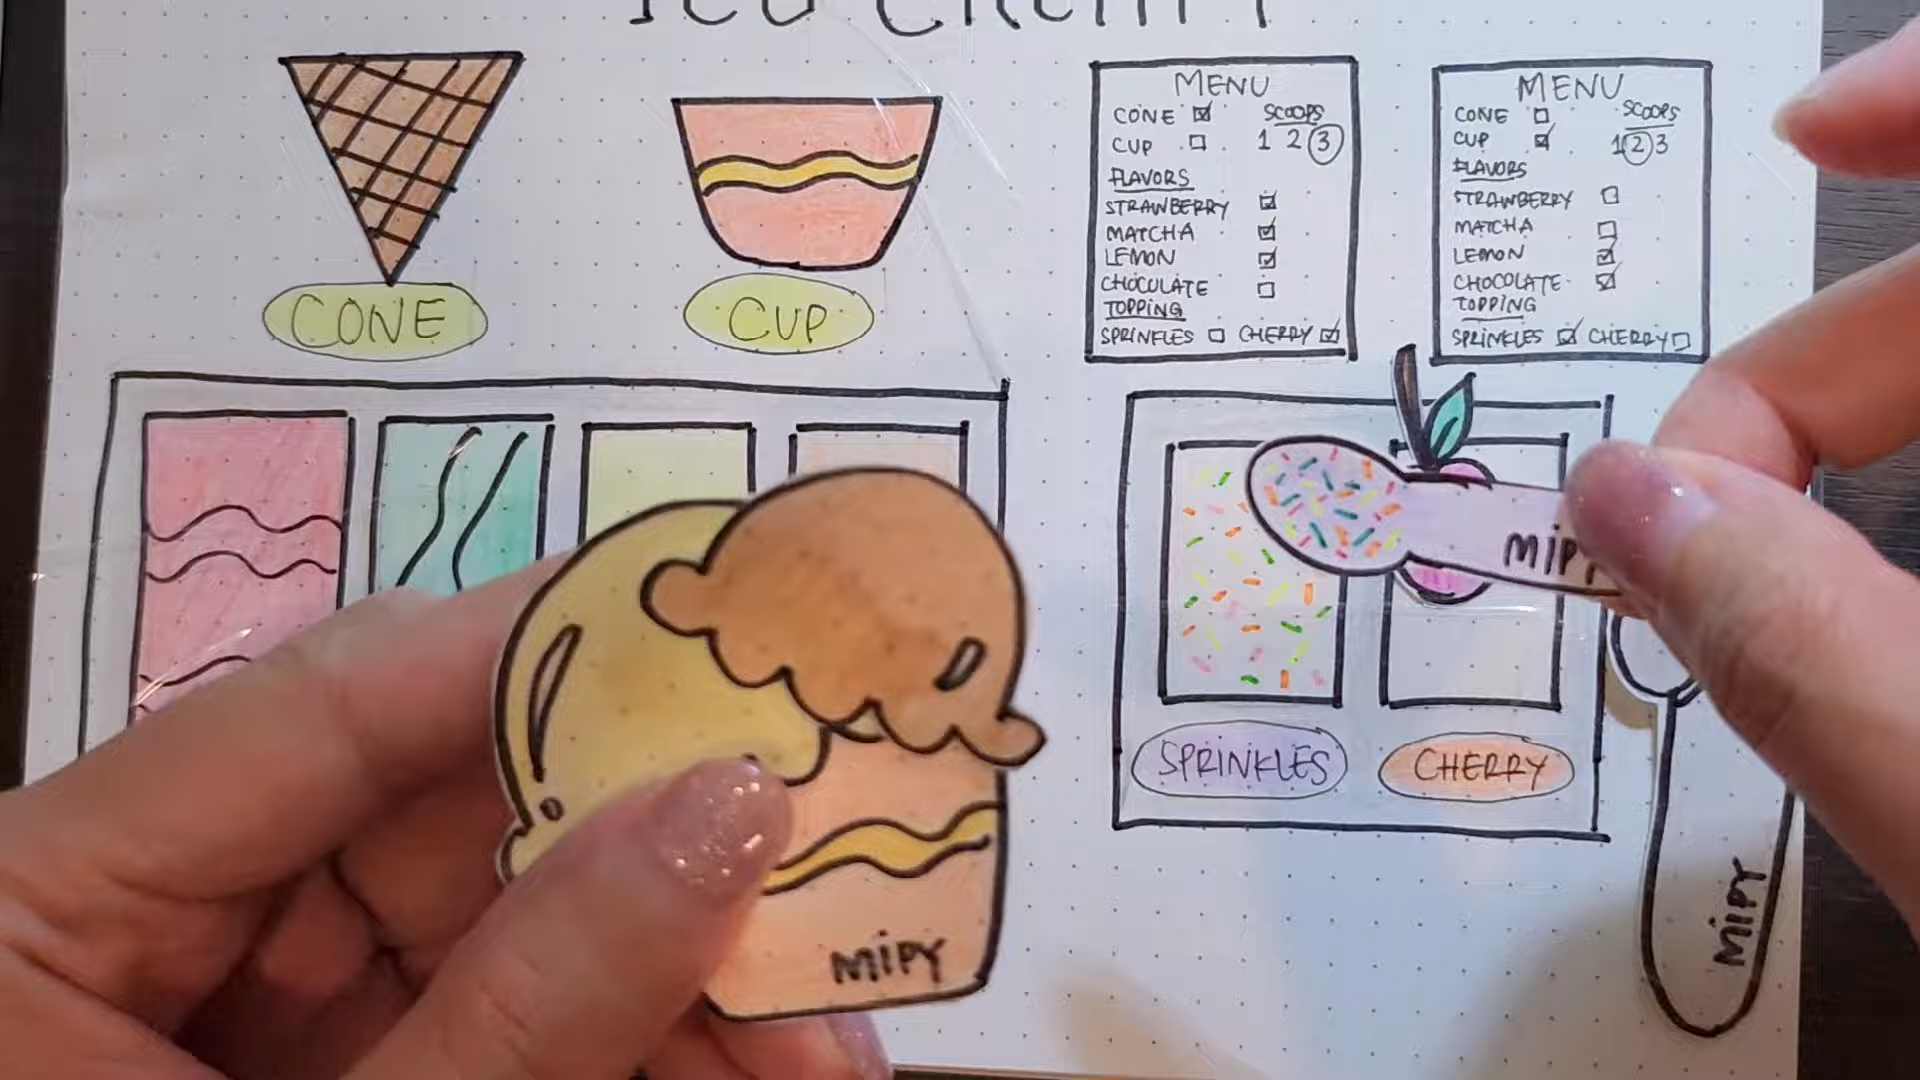 CONE
CUP
MENU
CONE SCOOPS
CUP 1 2 3
FLAVORS
STRAWBERRY
MATCHA
LEMON
CHOCOLATE
TOPPING
SPRINKLES CHERRY
MENU
CONE SCOOPS
CUP 1 2 3
FLAVORS
STRAWBERRY
MATCHA
LEMON
CHOCOLATE
TOPPING
SPRINKLES CHERRY
SPRINKLES
CHERRY
MIPY
MIPY